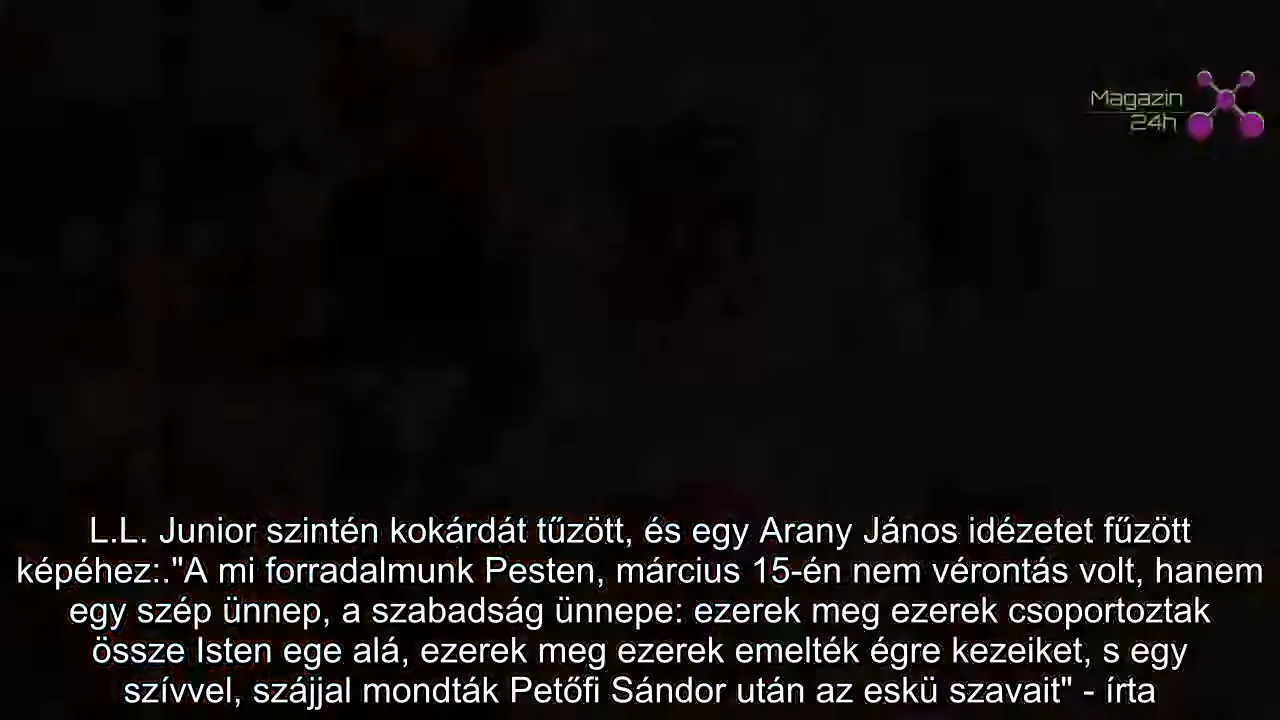 Magazin
24h
L.L. Junior szintén kokárdát tűzött, és egy Arany János idézetet fűzött
képéhez:."A mi forradalmunk Pesten, március 15-én nem vérontás volt, hanem
egy szép ünnep, a szabadság ünnepe: ezerek meg ezerek csoportoztak
össze Isten ege alá, ezerek meg ezerek emelték égre kezeiket, s egy
szívvel, szájjal mondták Petőfi Sándor után az eskü szavait" - írta